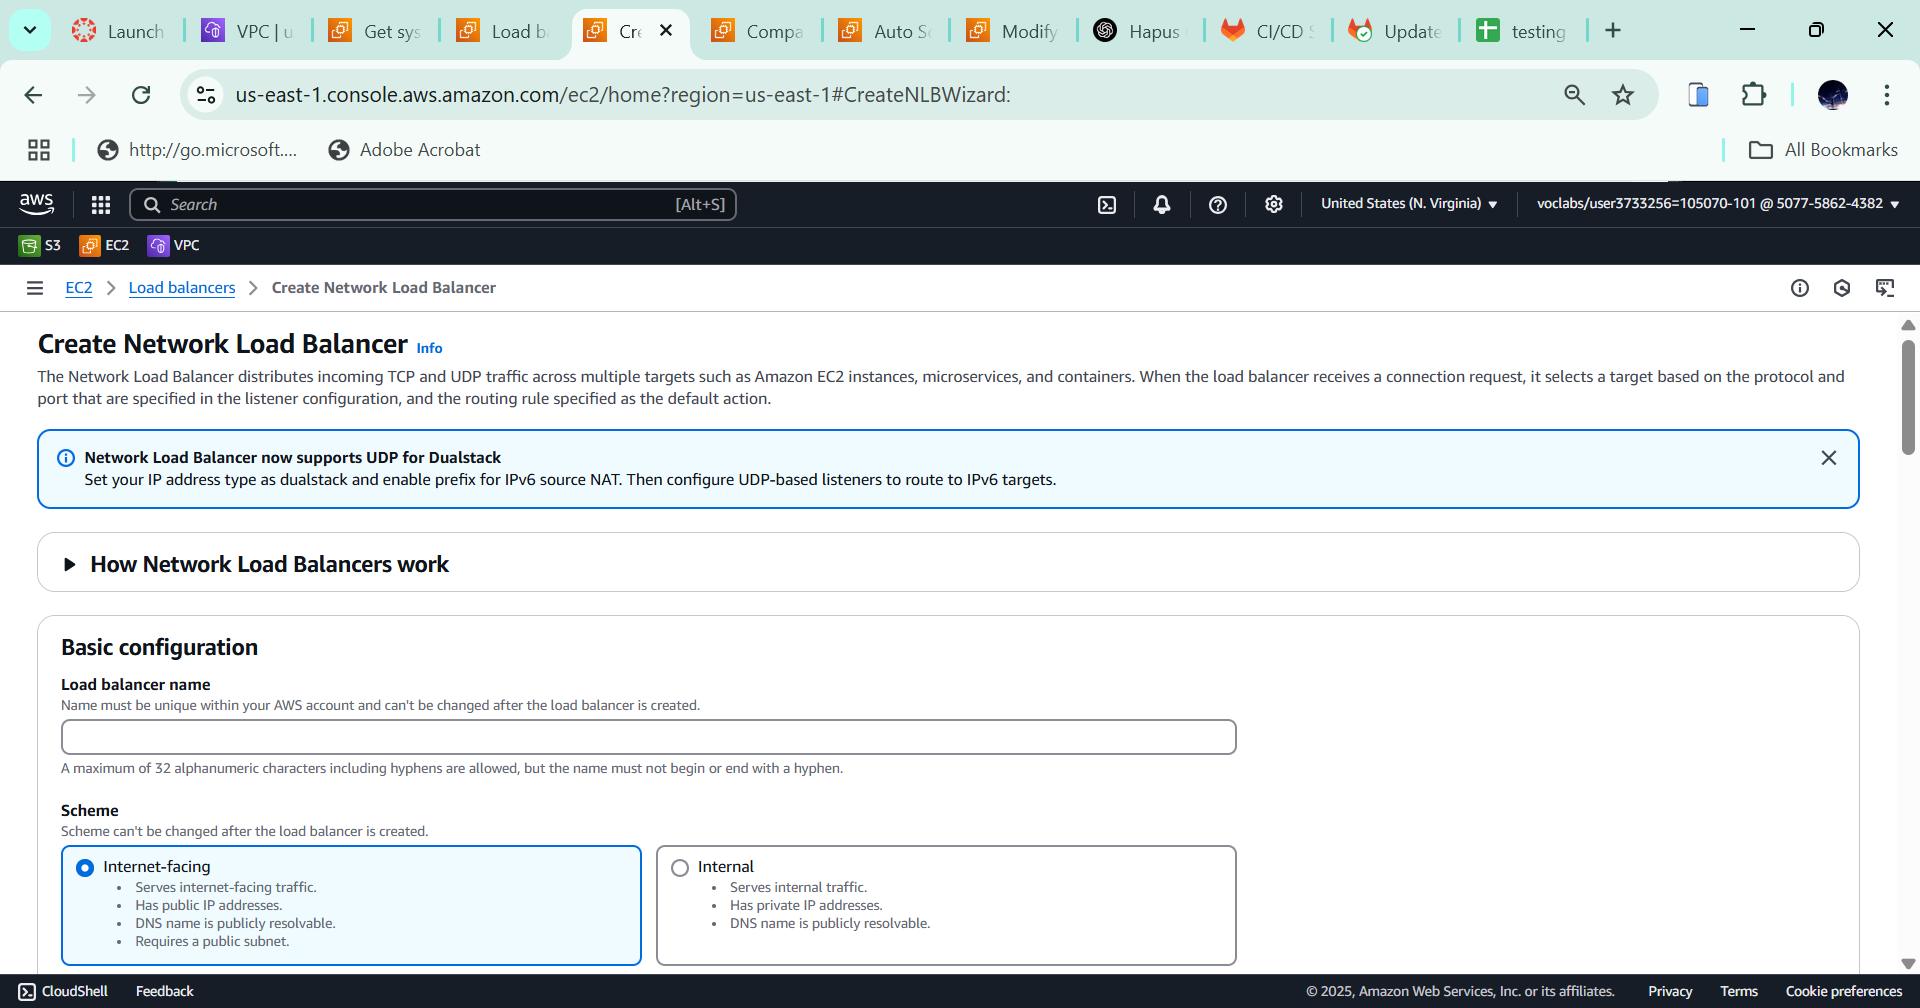 Launch
VPC | u
Get sys
Load b
Cre
Compa
Auto Sc
Modify
Hapus
CI/CD S
Update
testing
us-east-1.console.aws.amazon.com/ec2/home?region=us-east-1#CreateNLBWizard:
http://go.microsoft....
Adobe Acrobat
All Bookmarks
aws
Search
[Alt+S]
United States (N. Virginia)
voclabs/user3733256=105070-101 @ 5077-5862-4382
S3
EC2
VPC
EC2
Load balancers
Create Network Load Balancer
Create Network Load Balancer Info
The Network Load Balancer distributes incoming TCP and UDP traffic across multiple targets such as Amazon EC2 instances, microservices, and containers. When the load balancer receives a connection request, it selects a target based on the protocol and
port that are specified in the listener configuration, and the routing rule specified as the default action.
Network Load Balancer now supports UDP for Dualstack
Set your IP address type as dualstack and enable prefix for IPv6 source NAT. Then configure UDP-based listeners to route to IPv6 targets.
How Network Load Balancers work
Basic configuration
Load balancer name
Name must be unique within your AWS account and can't be changed after the load balancer is created.
A maximum of 32 alphanumeric characters including hyphens are allowed, but the name must not begin or end with a hyphen.
Scheme
Scheme can't be changed after the load balancer is created.
Internet-facing
• Serves internet-facing traffic.
• Has public IP addresses.
• DNS name is publicly resolvable.
• Requires a public subnet.
Internal
• Serves internal traffic.
• Has private IP addresses.
• DNS name is publicly resolvable.
CloudShell
Feedback
© 2025, Amazon Web Services, Inc. or its affiliates.
Privacy
Terms
Cookie preferences